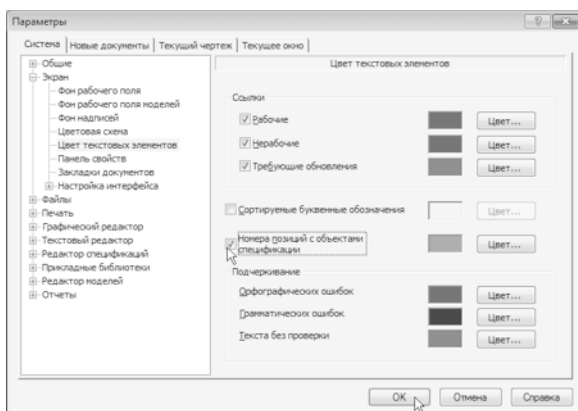 Параметры
Система Новые документы Текущий чертеж Текущее окно
Общие
Экран
Фон рабочего поля
Фон рабочего поля моделей
Фон надписей
Цветовая схема
Цвет текстовых элементов
Панель свойств
Закладки документов
Настройка интерфейса
Файлы
Печать
Графический редактор
Текстовый редактор
Редактор спецификаций
Прикладные библиотеки
Редактор моделей
Отчеты
Цвет текстовых элементов
Ссылки
Рабочие Цвет...
Нерабочие Цвет...
Требующие обновления Цвет...
Сортируемые буквенные обозначения Цвет...
Номера позиций с объектами
спецификации Цвет...
Подчеркивание
Орфографических ошибок Цвет...
Грамматических ошибок Цвет...
Текста без проверки Цвет...
OK Отмена Справка